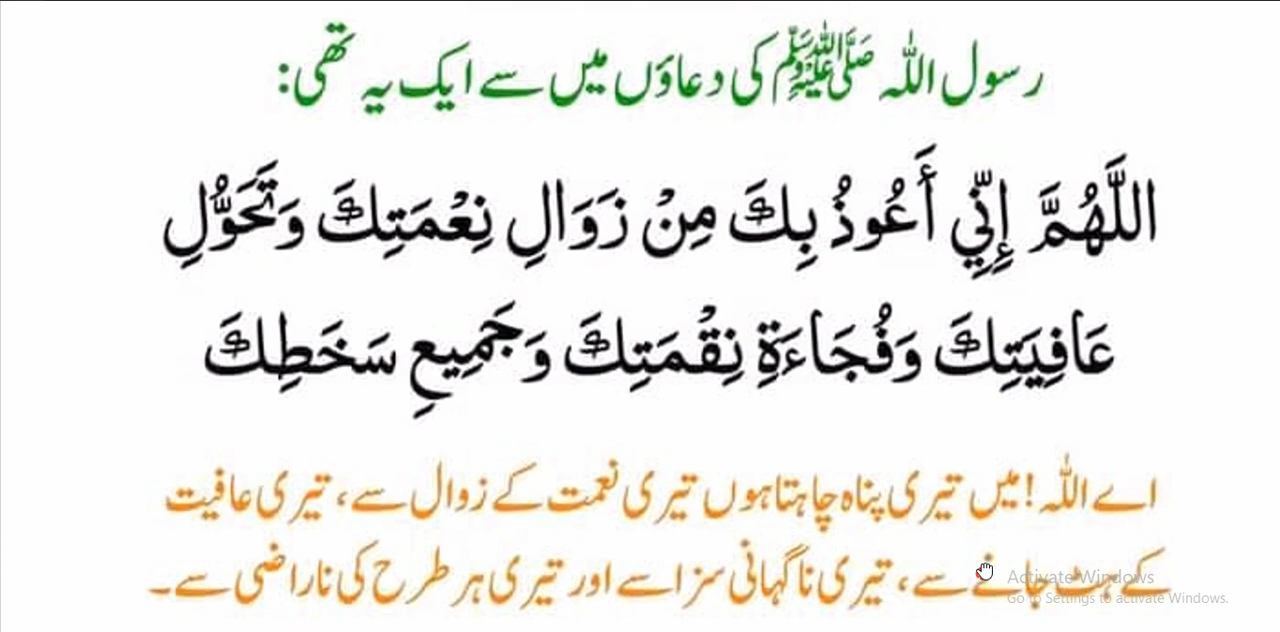 رسول اللہ ﷺ کی دعاؤں میں سے ایک یہ تھی:
اللَّهُمَّ إِنِّي أَعُوذُ بِكَ مِنْ زَوَالِ نِعْمَتِكَ وَتَحَوُّلِ
عَافِيَتِكَ وَفُجَاءَةِ نِقْمَتِكَ وَجَمِيعِ سَخَطِكَ
اے اللہ! میں تیری پناہ چاہتا ہوں تیری نعمت کے زوال سے، تیری عافیت
کے ہٹ جانے سے، تیری ناگہانی سزا سے اور تیری ہر طرح کی ناراضی سے۔
Activate Windows
Go to Settings to activate Windows.